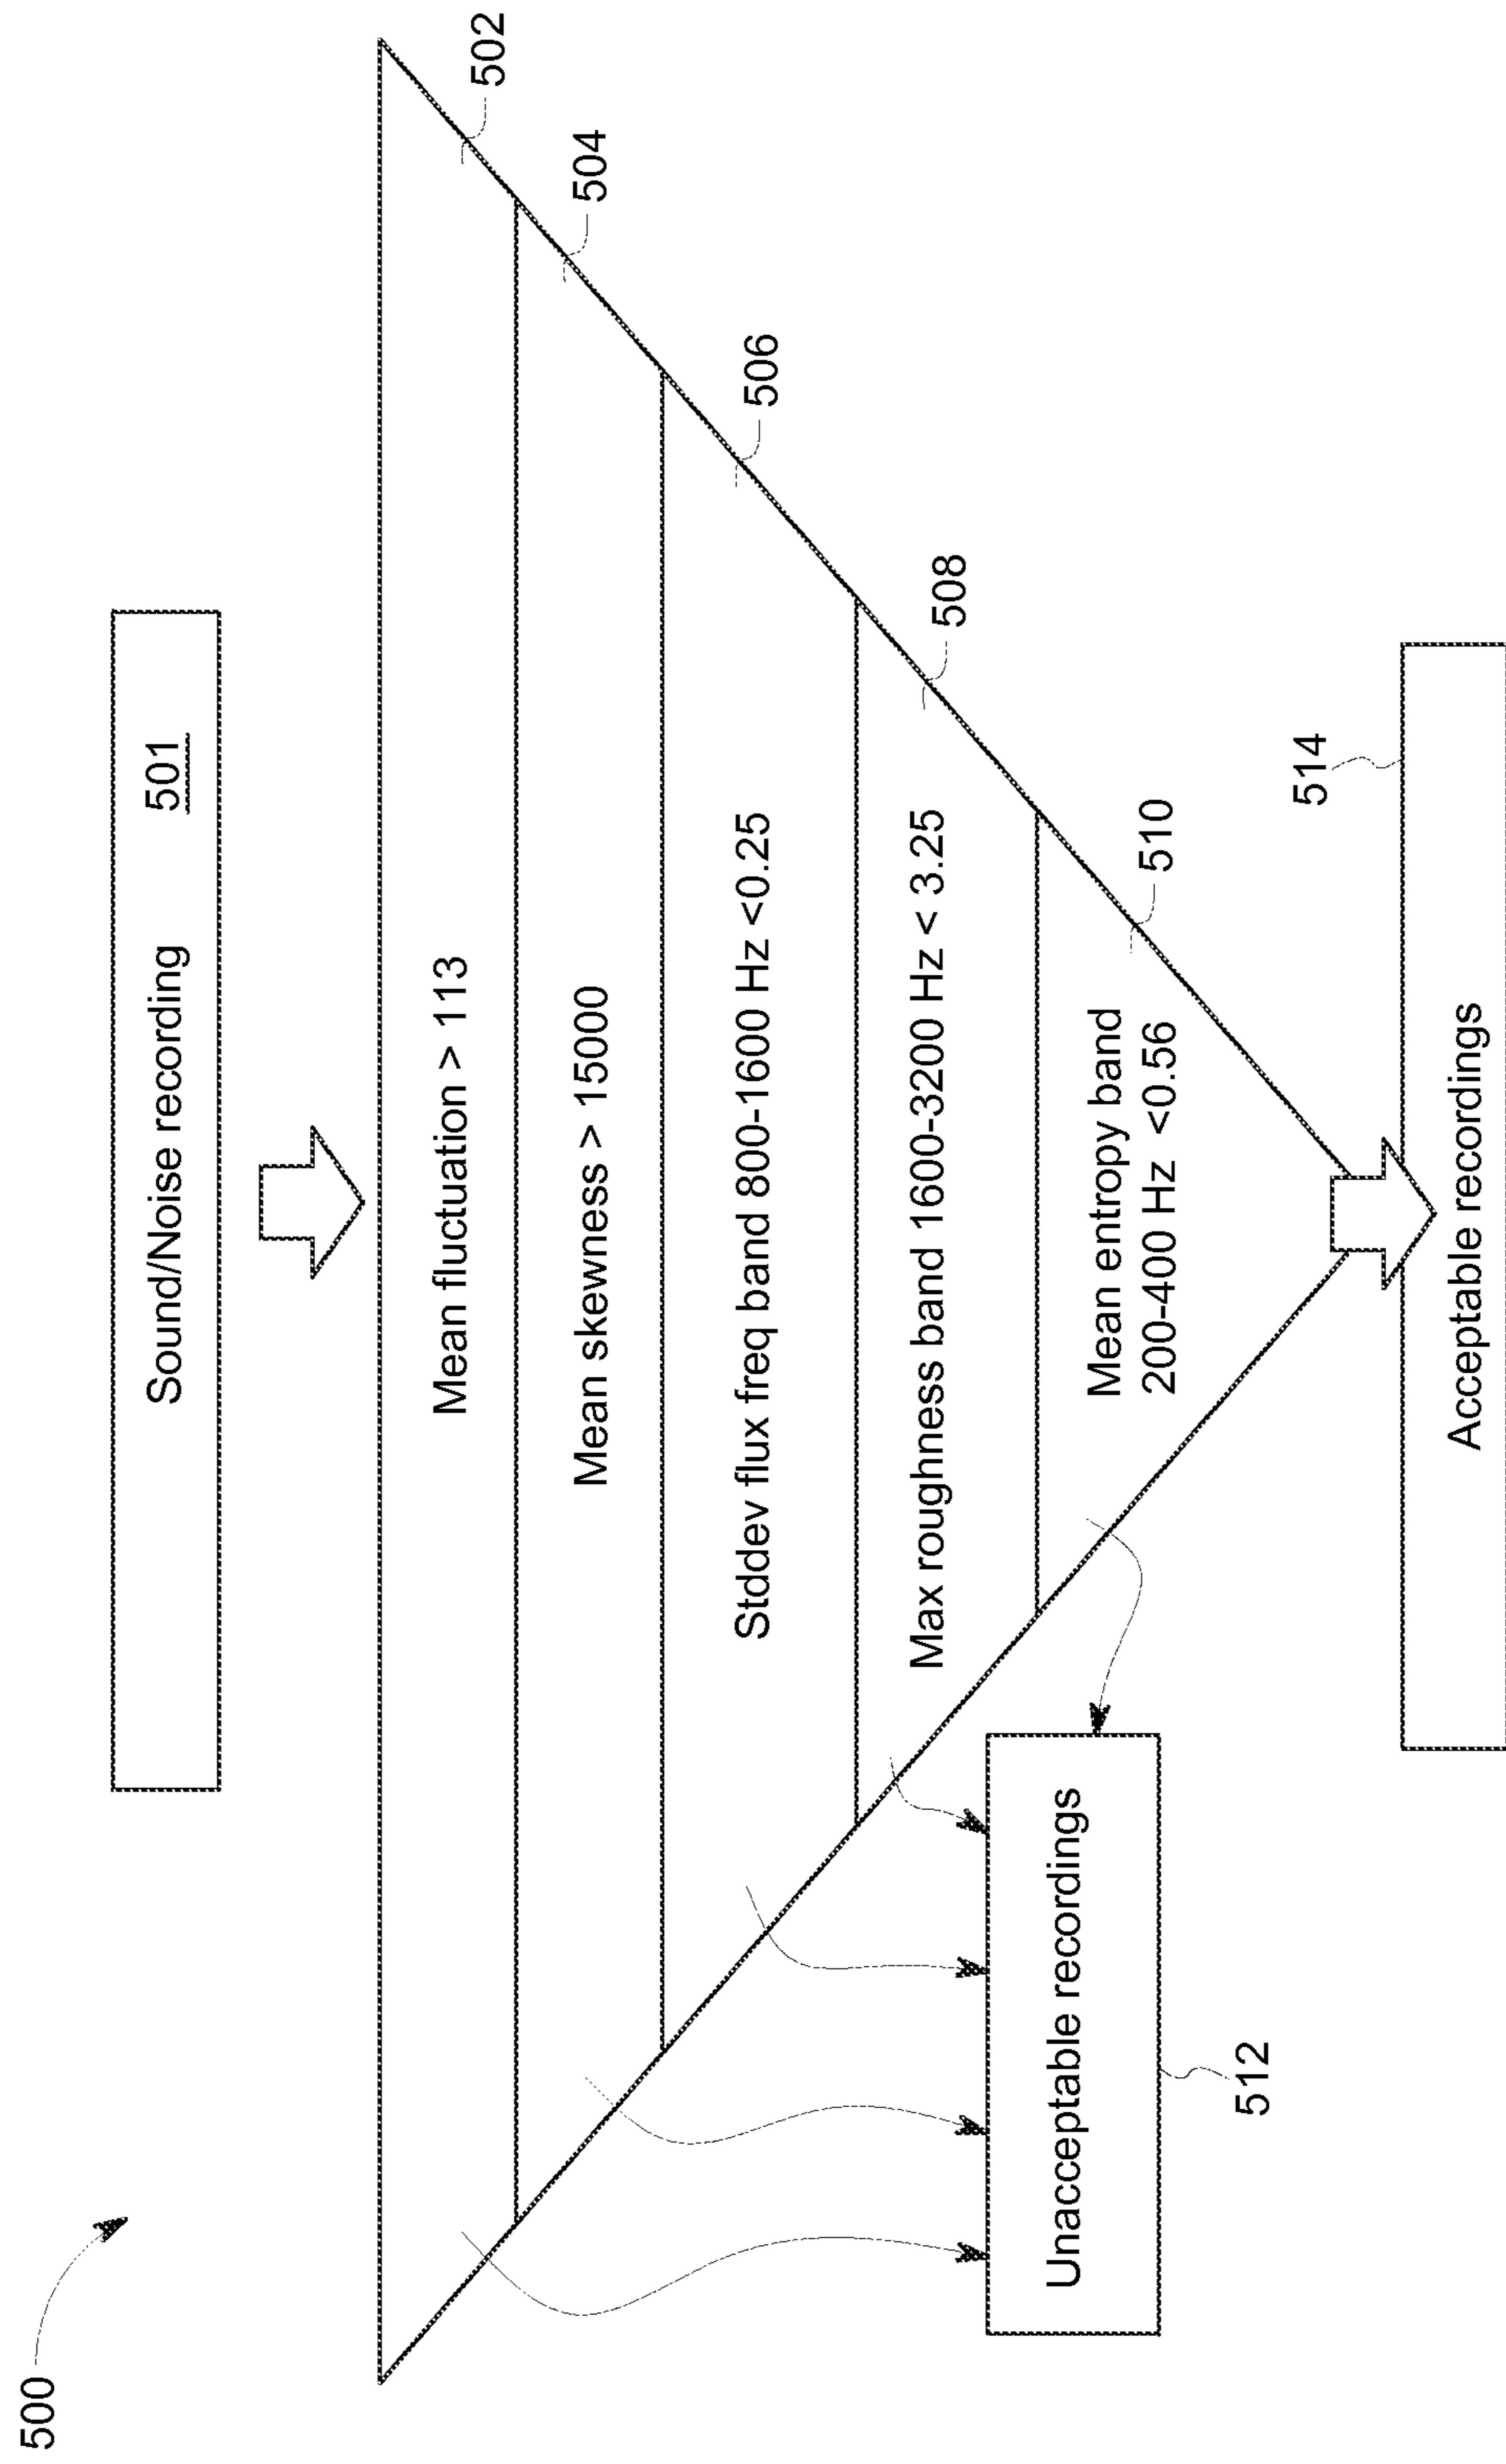 500
Sound/Noise recording 501
Mean fluctuation > 113
502
Mean skewness > 15000
504
Stddev flux freq band 800-1600 Hz <0.25
506
Max roughness band 1600-3200 Hz < 3.25
508
Mean entropy band
200-400 Hz <0.56
510
Unacceptable recordings
512
514
Acceptable recordings